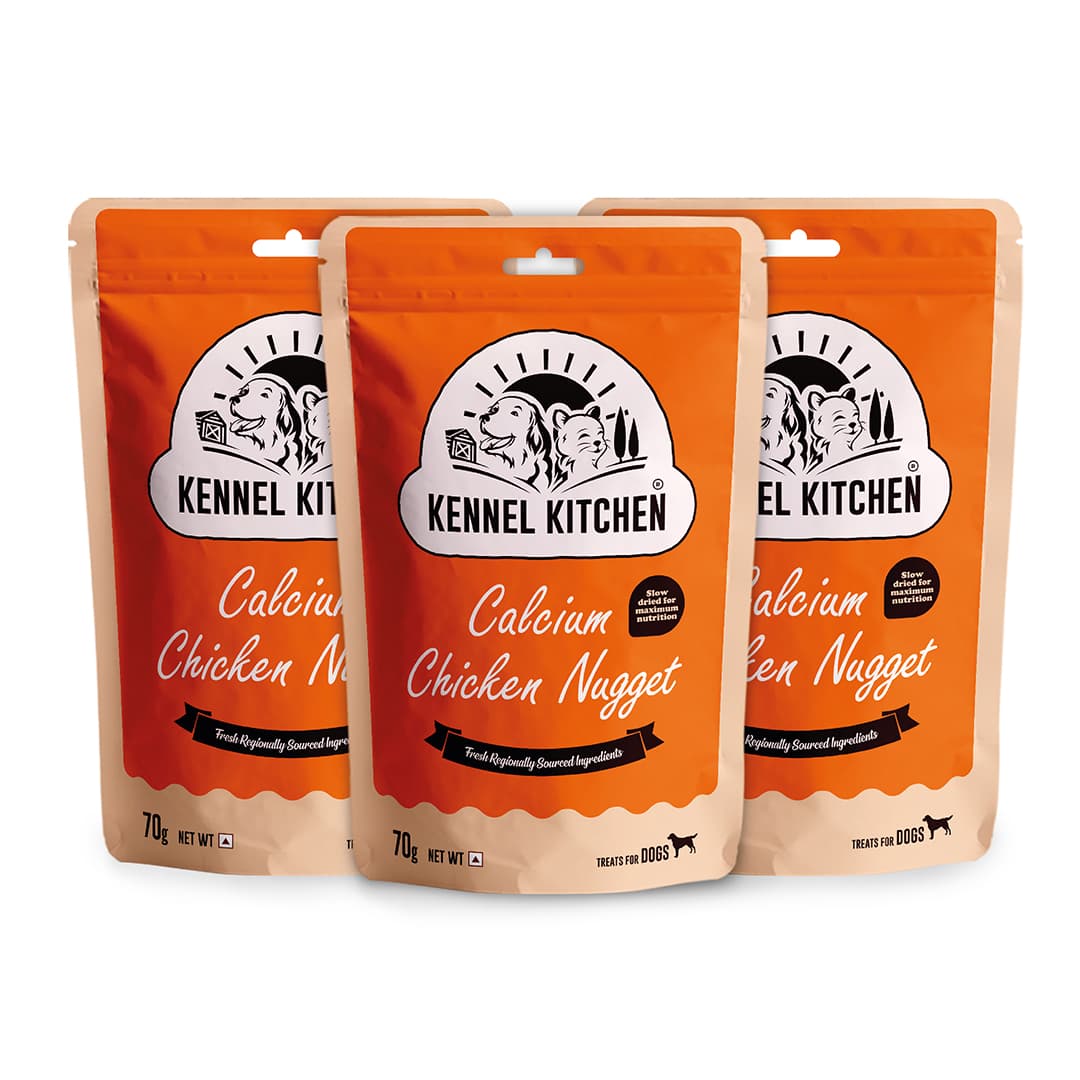 KENNEL KIT
Calcium
Chicken N
Fresh Regionally Sourced Ingre
70g NET WT
KENNEL KITCHEN ®
Calcium
Chicken Nugget
Slow
dried for
maximum
nutrition
Fresh Regionally Sourced Ingredients
70g NET WT
TREATS FOR DOGS
EL KITCHEN ®
alcium
ken Nugget
Slow
dried for
maximum
nutrition
Regionally Sourced Ingredients
TREATS FOR DOGS